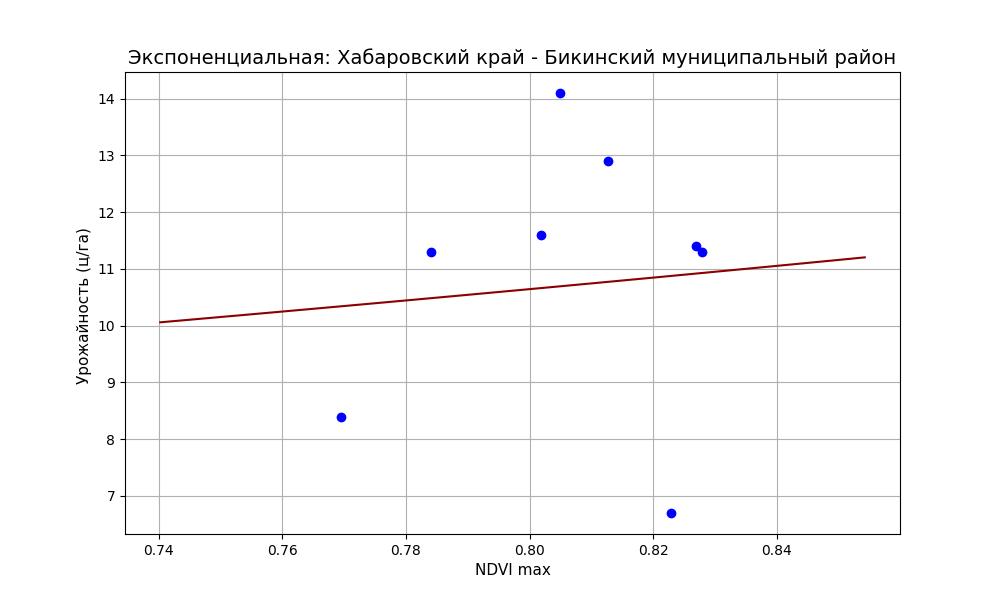 Экспоненциальная: Хабаровский край - Бикинский муниципальный район
14
13
12
11
10
9
8
7
Урожайность (ц/га)
0.74 0.76 0.78 0.80 0.82 0.84
NDVI max